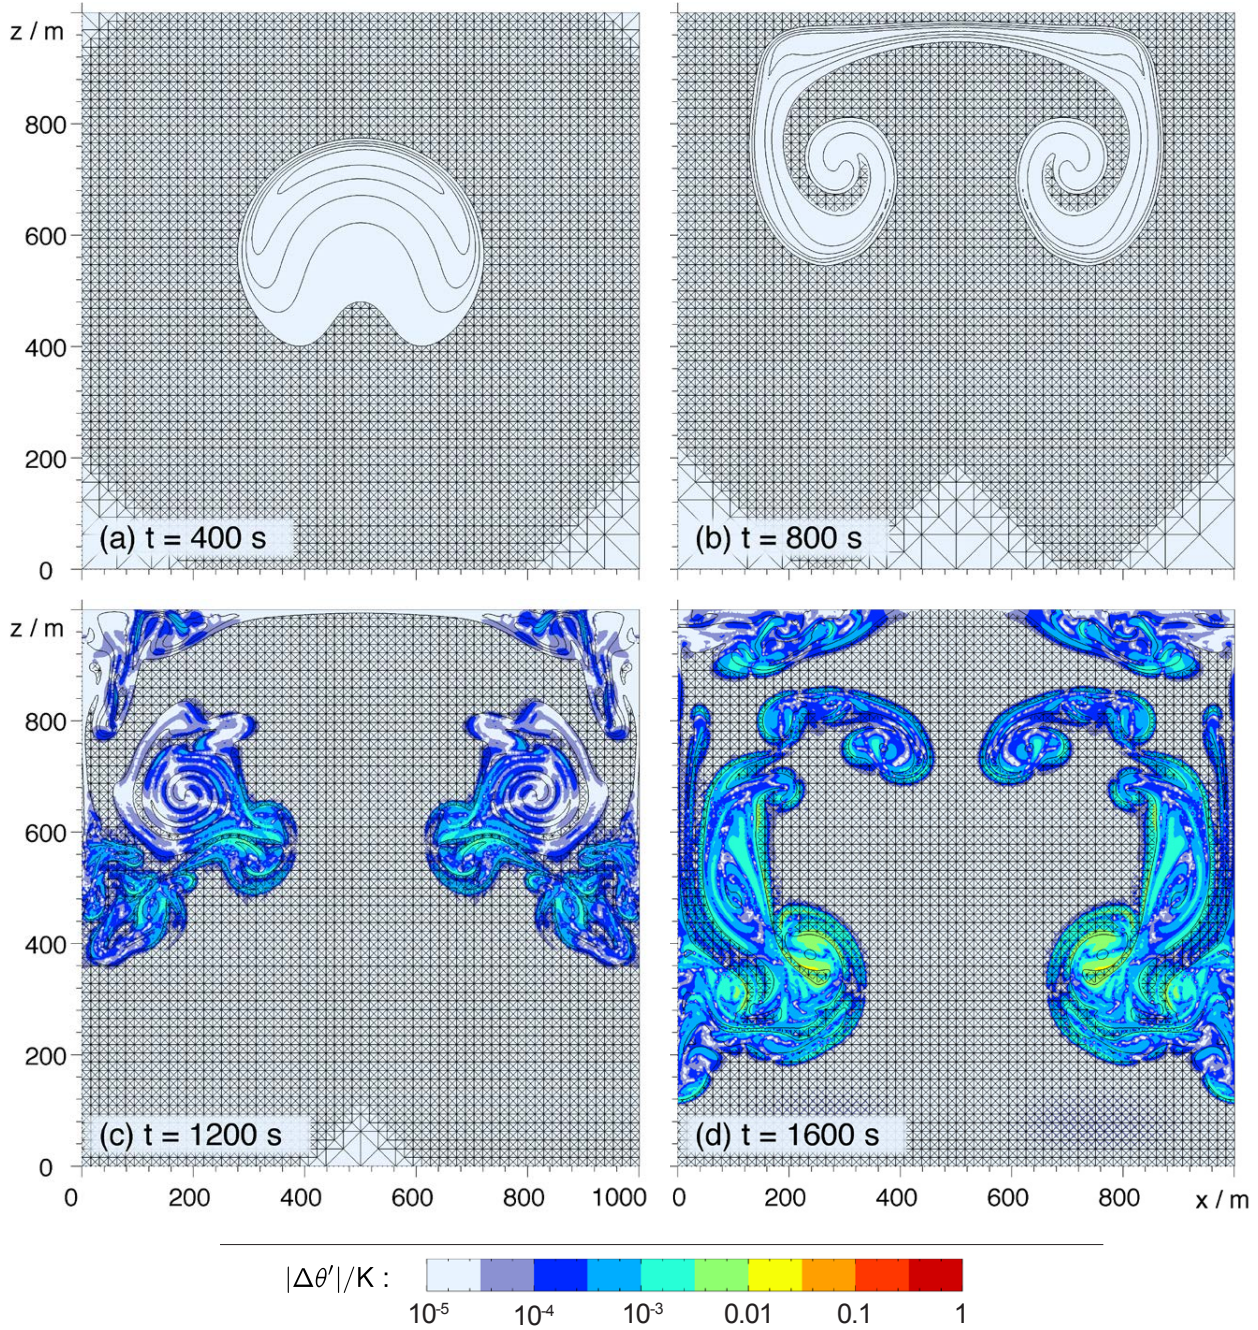 z / m
800
600
400
200
0
(a) t = 400 s
(b) t = 800 s
z / m
800
600
400
200
0
(c) t = 1200 s
(d) t = 1600 s
0 200 400 600 800 1000 0 200 400 600 800 x / m
|Δθ′|/K :
10⁻⁵ 10⁻⁴ 10⁻³ 0.01 0.1 1